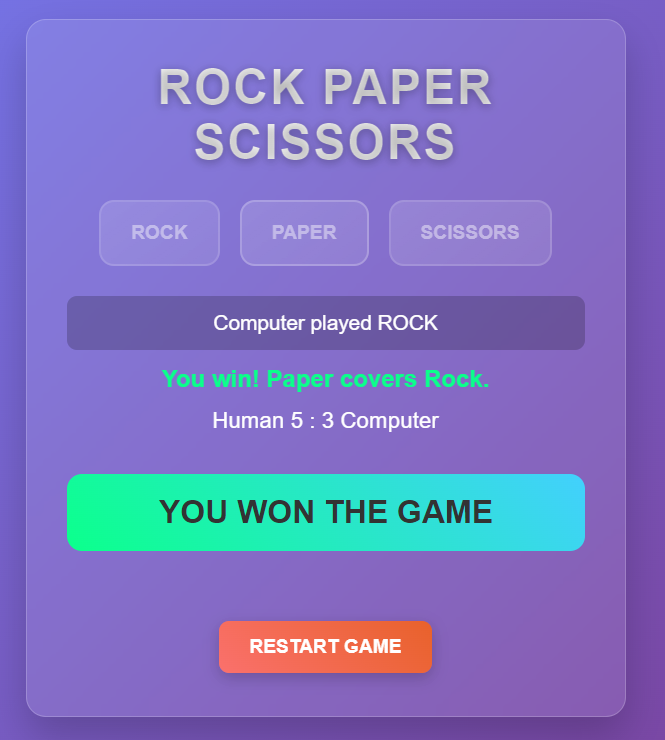 ROCK PAPER
SCISSORS
ROCK PAPER SCISSORS
Computer played ROCK
You win! Paper covers Rock.
Human 5 : 3 Computer
YOU WON THE GAME
RESTART GAME